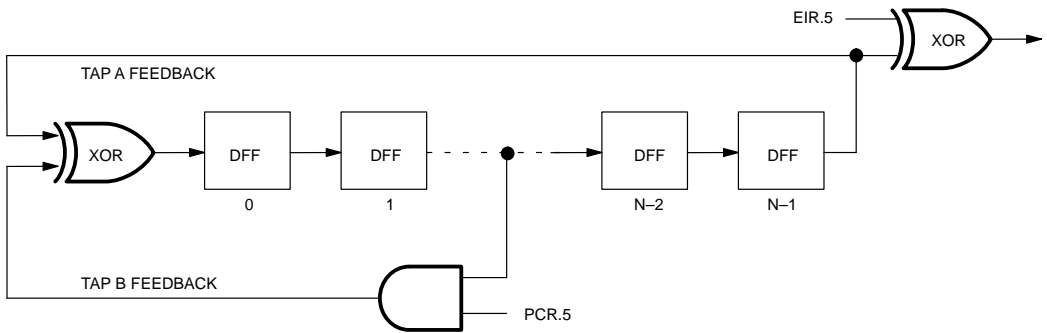 EIR.5
XOR
TAP A FEEDBACK
XOR
DFF
DFF
DFF
DFF
0
1
N–2
N–1
TAP B FEEDBACK
PCR.5